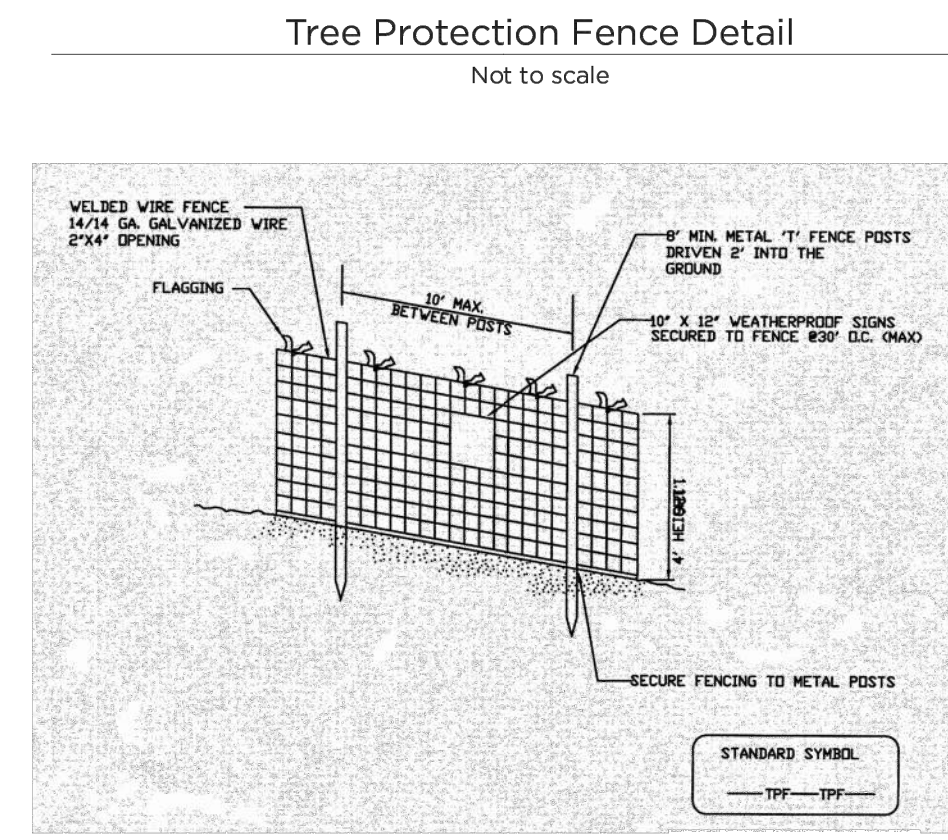 Tree Protection Fence Detail
Not to scale
WELDED WIRE FENCE
14/14 GA. GALVANIZED WIRE
2"X4" OPENING
FLAGGING
10' MAX.
BETWEEN POSTS
8' MIN. METAL 'T' FENCE POSTS
DRIVEN 2' INTO THE
GROUND
10" X 12" WEATHERPROOF SIGNS
SECURED TO FENCE @30' O.C. (MAX)
4'
SECURE FENCING TO METAL POSTS
STANDARD SYMBOL
TPF TPF